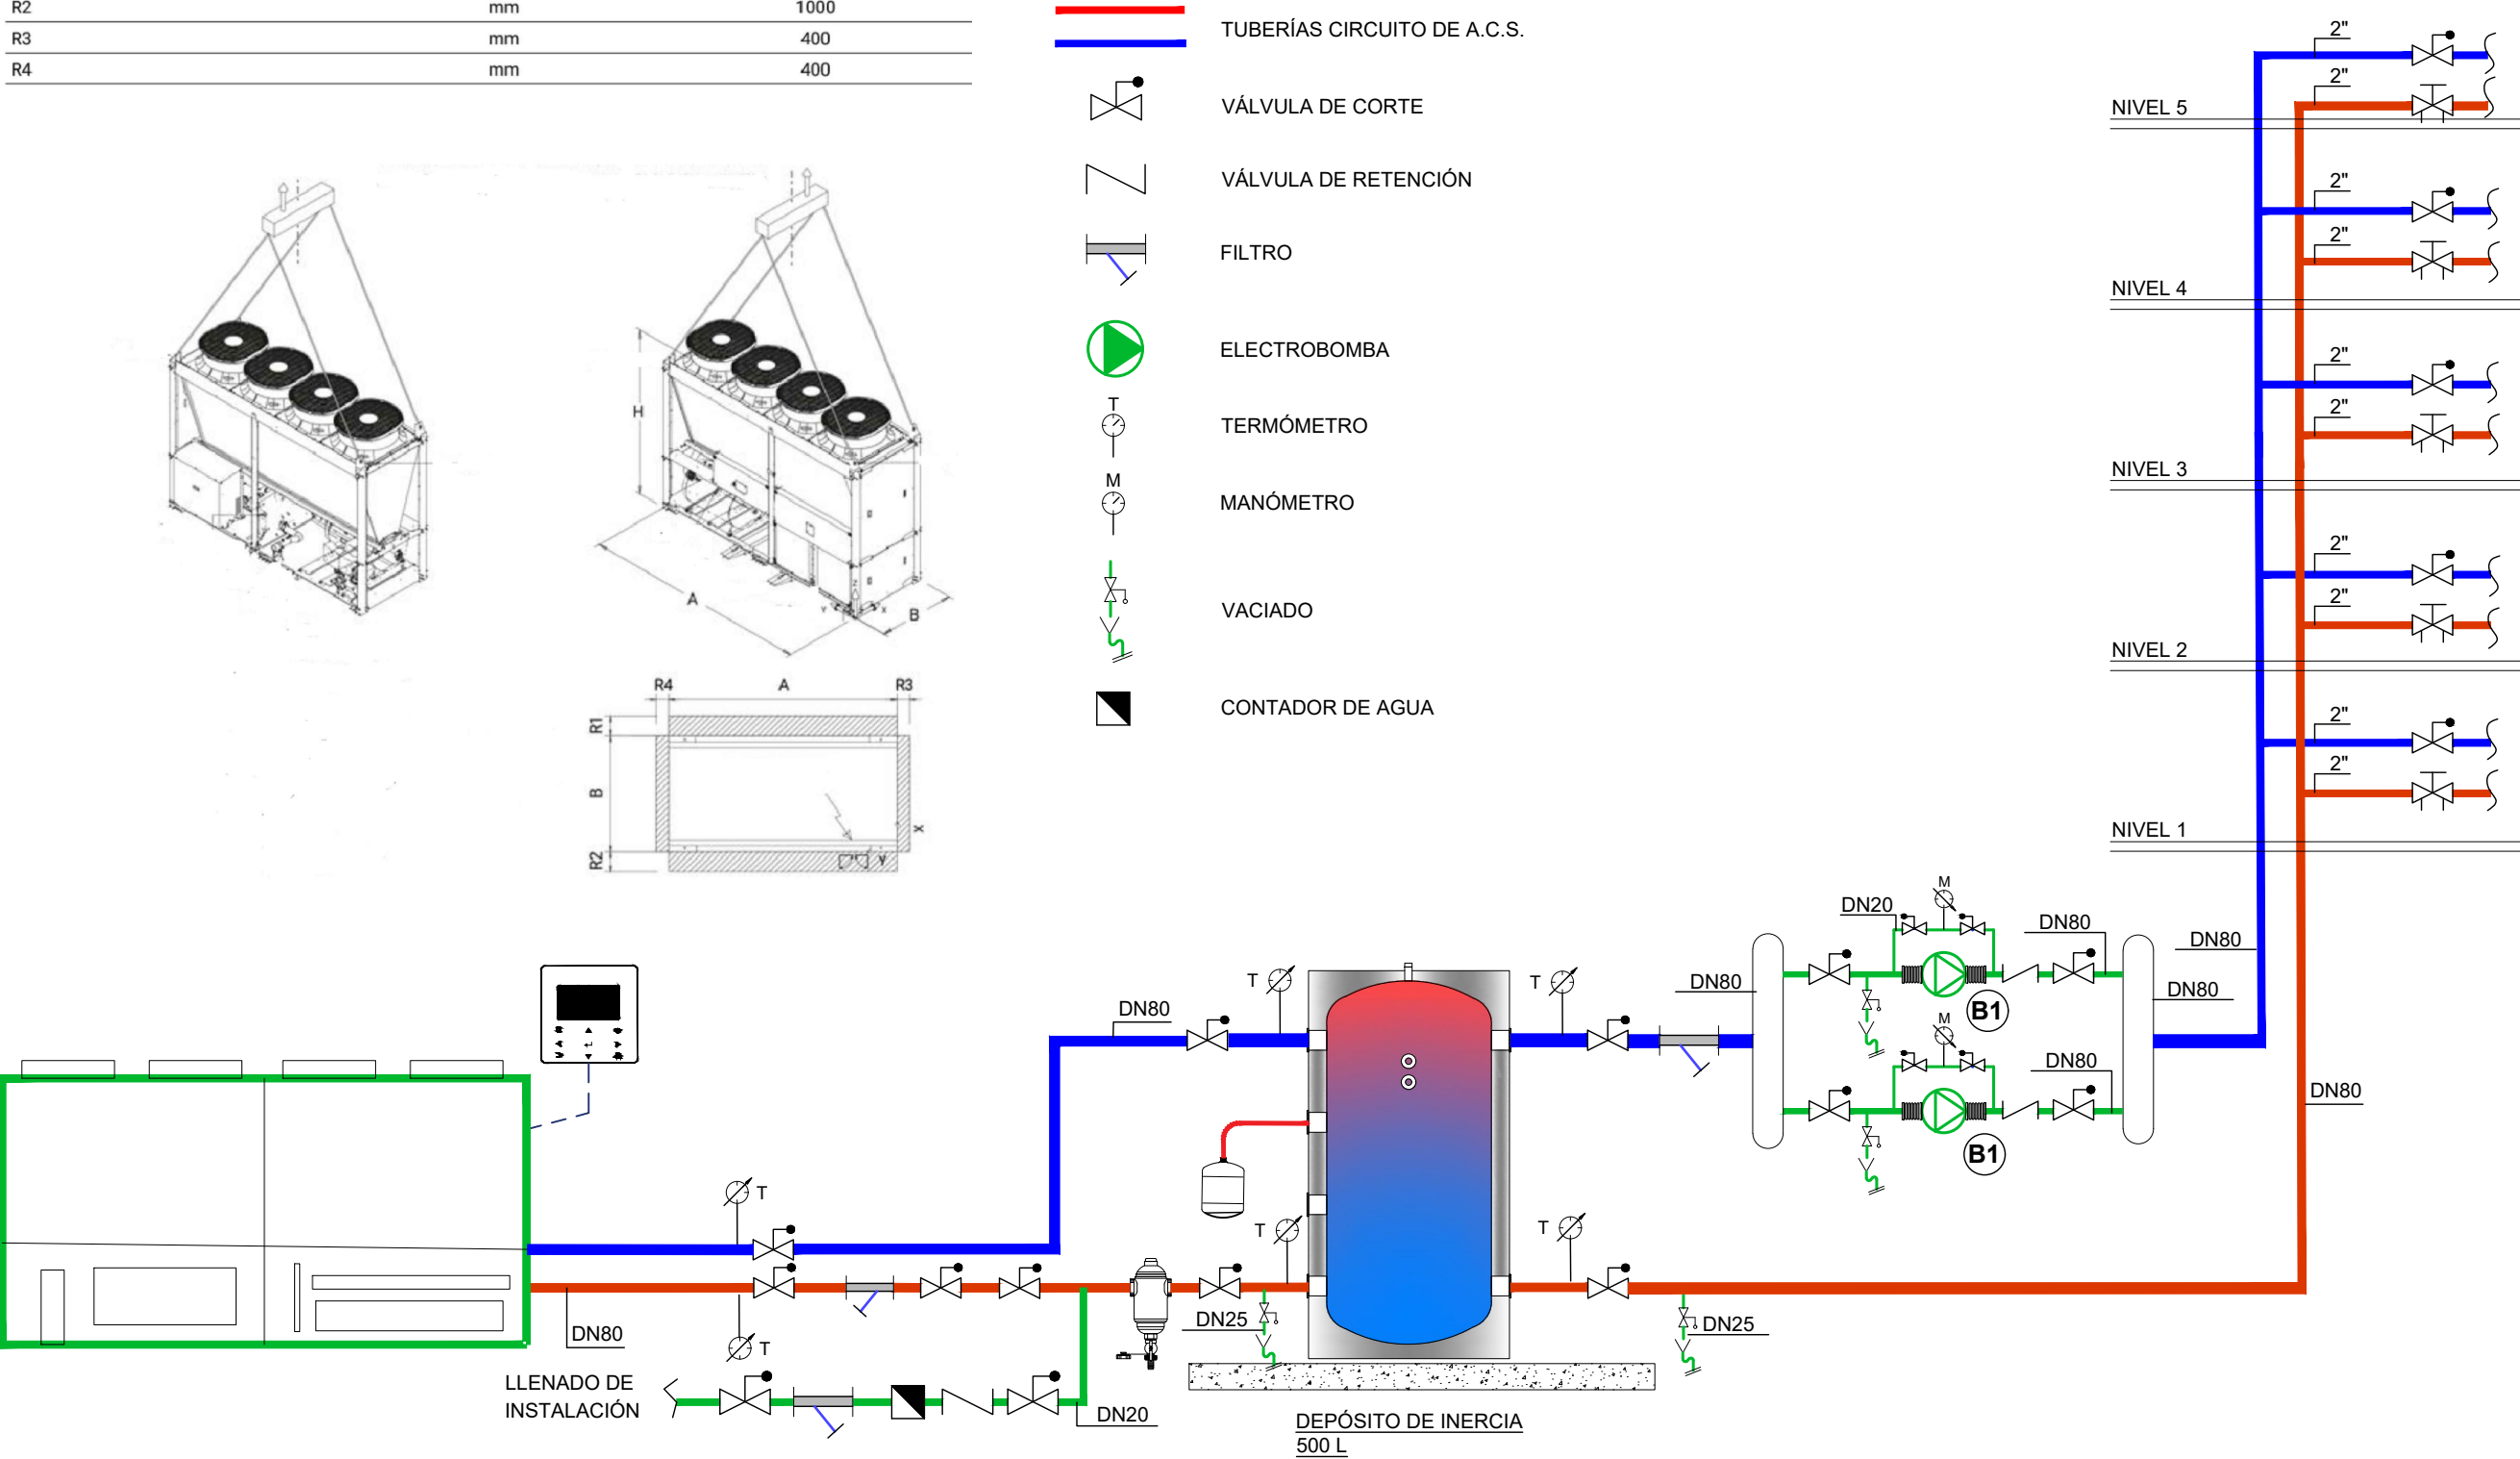 R2 mm 1000
R3 mm 400
R4 mm 400
TUBERÍAS CIRCUITO DE A.C.S.
VÁLVULA DE CORTE
VÁLVULA DE RETENCIÓN
FILTRO
ELECTROBOMBA
T
TERMÓMETRO
M
MANÓMETRO
VACIADO
CONTADOR DE AGUA
H
A
B
Y
Z
X
R4
A
R3
R1
B
R2
X
Y
2"
2"
NIVEL 5
2"
2"
NIVEL 4
2"
2"
NIVEL 3
2"
2"
NIVEL 2
2"
2"
NIVEL 1
M
DN20
DN80
DN80
DN80
DN80
B1
M
DN80
B1
DN80
T
T
DN80
T
T
T
DN80
T
DN25
DN25
LLENADO DE
INSTALACIÓN
DN20
DEPÓSITO DE INERCIA
500 L